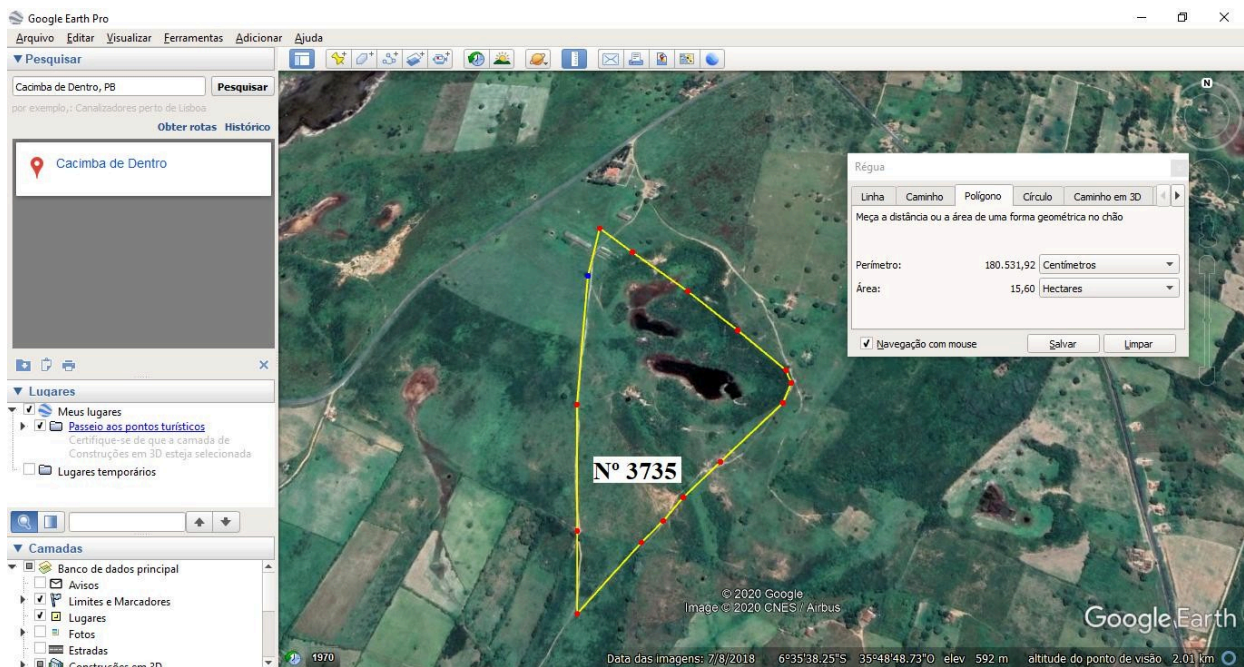 Google Earth Pro
Arquivo Editar Visualizar Ferramentas Adicionar Ajuda
▼ Pesquisar
Cacimba de Dentro, PB
Pesquisar
por exemplo,: Canalizadores perto de Lisboa
Obter rotas Histórico
Cacimba de Dentro
▼ Lugares
Meus lugares
Passeio aos pontos turísticos
Certifique-se de que a camada de
Construções em 3D esteja selecionada
Lugares temporários
▼ Camadas
Banco de dados principal
Avisos
Limites e Marcadores
Lugares
Fotos
Estradas
Construções em 3D
N
Régua
Linha Caminho Polígono Círculo Caminho em 3D
Meça a distância ou a área de uma forma geométrica no chão
Perímetro: 180.531,92 Centímetros
Área: 15,60 Hectares
Navegação com mouse
Salvar
Limpar
Nº 3735
© 2020 Google
Image © 2020 CNES / Airbus
Google Earth
1970
Data das imagens: 7/8/2018 6°35'38.25"S 35°48'48.73"O elev 592 m altitude do ponto de visão 2.01 km